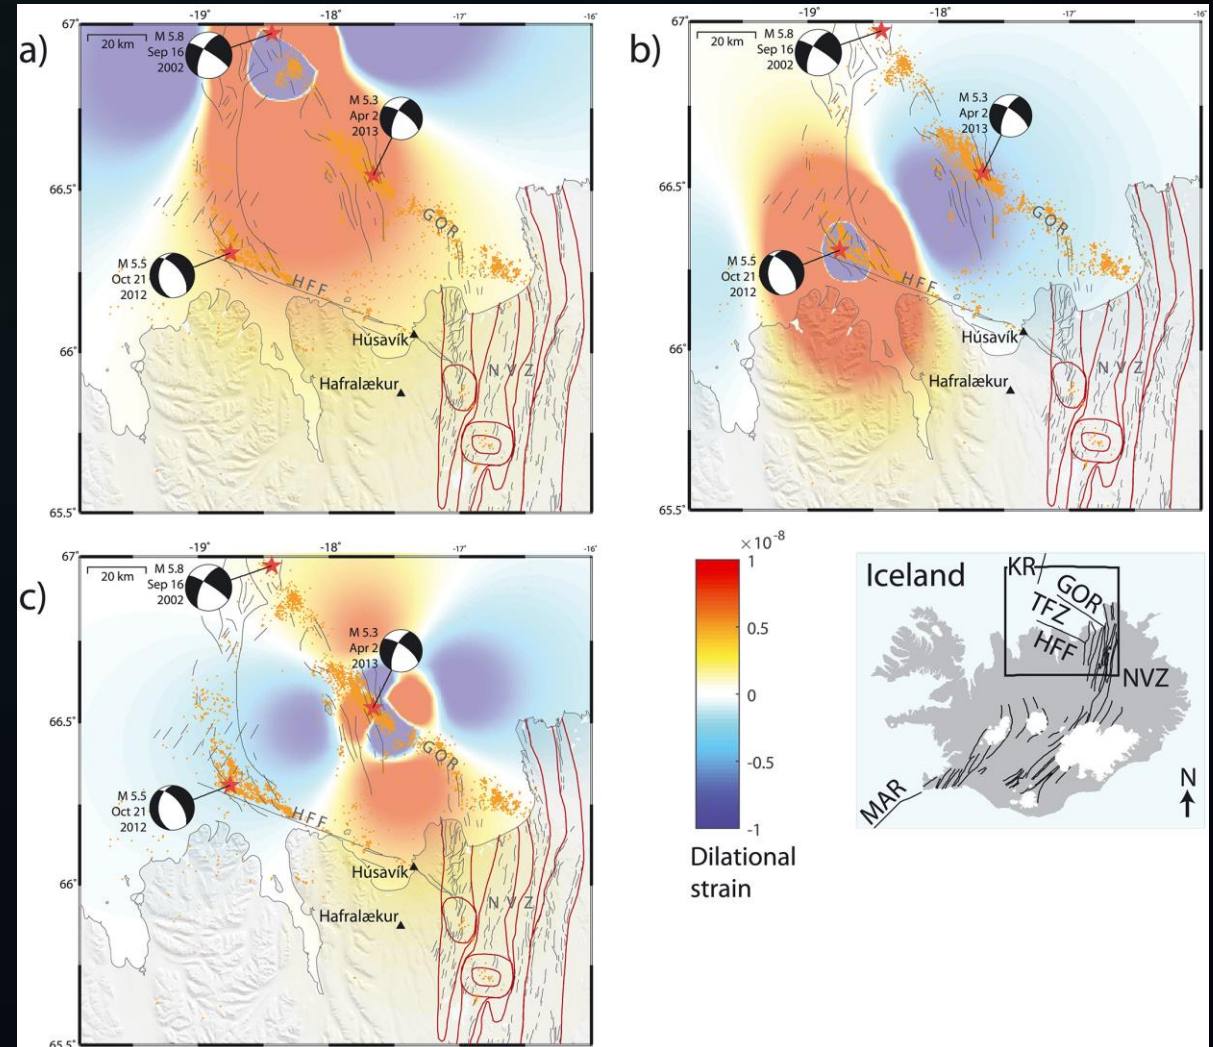 a)
-19°
-18°
-17°
-16°
67°
66.5°
66°
65.5°
20 km
M 5.8
Sep 16
2002
M 5.3
Apr 2
2013
M 5.5
Oct 21
2012
GOR
HFF
Húsavík
Hafralækur
NVZ
b)
-19°
-18°
-17°
-16°
67°
66.5°
66°
65.5°
20 km
M 5.8
Sep 16
2002
M 5.3
Apr 2
2013
M 5.5
Oct 21
2012
GOR
HFF
Húsavík
Hafralækur
NVZ
c)
-19°
-18°
-17°
-16°
67°
66.5°
66°
65.5°
20 km
M 5.8
Sep 16
2002
M 5.3
Apr 2
2013
M 5.5
Oct 21
2012
GOR
HFF
Húsavík
Hafralækur
NVZ
×10⁻⁸
1
0.5
0
-0.5
-1
Dilational
strain
Iceland
KR
GOR
TFZ
HFF
NVZ
MAR
N